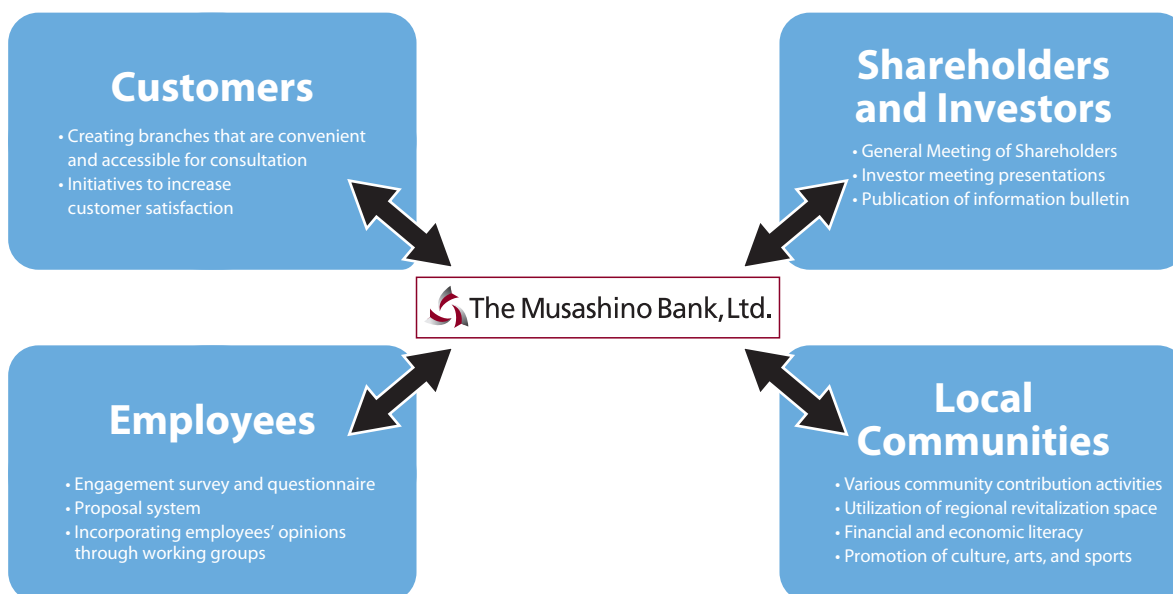 Customers
• Creating branches that are convenient
and accessible for consultation
• Initiatives to increase
customer satisfaction
Shareholders
and Investors
• General Meeting of Shareholders
• Investor meeting presentations
• Publication of information bulletin
The Musashino Bank, Ltd.
Employees
• Engagement survey and questionnaire
• Proposal system
• Incorporating employees’ opinions
through working groups
Local
Communities
• Various community contribution activities
• Utilization of regional revitalization space
• Financial and economic literacy
• Promotion of culture, arts, and sports